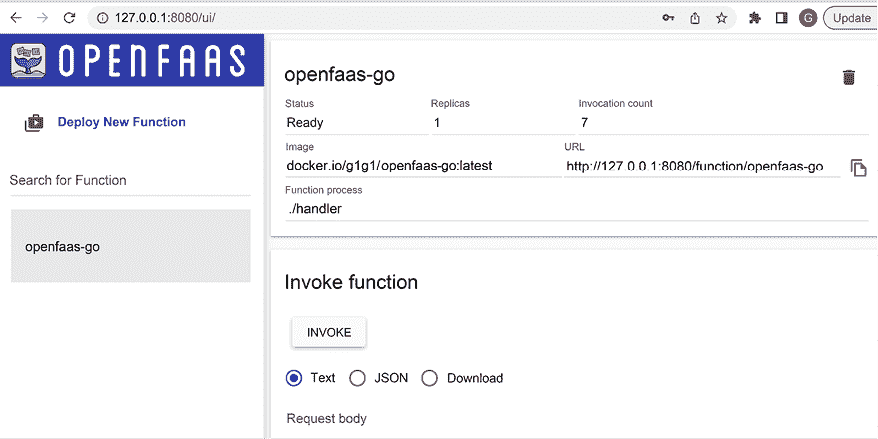 127.0.0.1:8080/ui/
G
Update
OPENFAAS
Deploy New Function
Search for Function
openfaas-go
openfaas-go
Status Replicas Invocation count
Ready 1 7
Image URL
docker.io/g1g1/openfaas-go:latest http://127.0.0.1:8080/function/openfaas-go
Function process
./handler
Invoke function
INVOKE
Text JSON Download
Request body